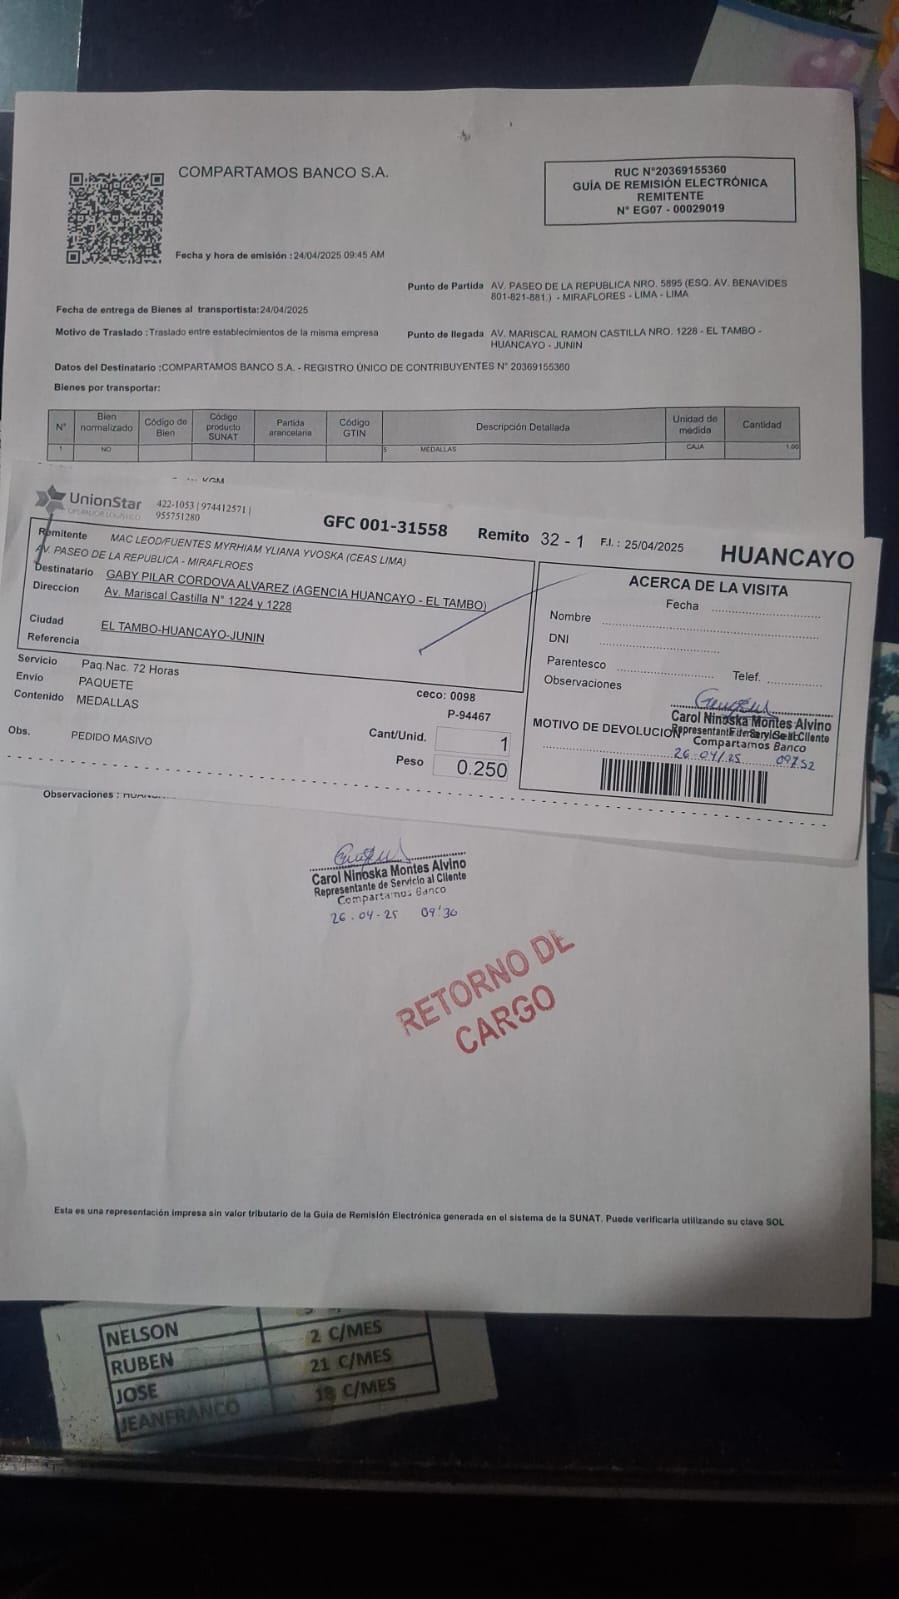 COMPARTAMOS BANCO S.A.
RUC N°20369155360
GUÍA DE REMISIÓN ELECTRÓNICA
REMITENTE
N° EG07 - 00029019
Fecha y hora de emisión : 24/04/2025 09:45 AM
Punto de Partida AV. PASEO DE LA REPUBLICA NRO. 5895 (ESQ. AV. BENAVIDES
801-821-881.) - MIRAFLORES - LIMA - LIMA
Fecha de entrega de Bienes al transportista:24/04/2025
Motivo de Traslado :Traslado entre establecimientos de la misma empresa
Punto de llegada AV. MARISCAL RAMON CASTILLA NRO. 1228 - EL TAMBO -
HUANCAYO - JUNIN
Datos del Destinatario :COMPARTAMOS BANCO S.A. - REGISTRO ÚNICO DE CONTRIBUYENTES N° 20369155360
Bienes por transportar:
N° Bien normalizado Código de Bien Código producto SUNAT Partida arancelaria Código GTIN Descripción Detallada Unidad de medida Cantidad
1 NO MEDALLAS CAJA 1.00
UnionStar
OPERADOR LOGISTICO
422-1053 | 974412571 |
955751280
GFC 001-31558 Remito 32 - 1 F.I. : 25/04/2025 HUANCAYO
Remitente MAC LEOD/FUENTES MYRHIAM YLIANA YVOSKA (CEAS LIMA)
AV. PASEO DE LA REPUBLICA - MIRAFLROES
Destinatario GABY PILAR CORDOVA ALVAREZ (AGENCIA HUANCAYO - EL TAMBO)
Direccion Av. Mariscal Castilla N° 1224 y 1228
Ciudad EL TAMBO-HUANCAYO-JUNIN
Referencia
Servicio Paq.Nac. 72 Horas
Envio PAQUETE
Contenido MEDALLAS
ceco: 0098
P-94467
Obs. PEDIDO MASIVO
Cant/Unid. 1
Peso 0.250
ACERCA DE LA VISITA
Fecha
Nombre
DNI
Parentesco
Telef.
Observaciones
Carol Ninoska Montes Alvino
MOTIVO DE DEVOLUCION
Compartamos Banco
26-04/25 09:52
Observaciones :
Carol Ninoska Montes Alvino
Representante de Servicio al Cliente
Compartamos Banco
26-04-25 09:30
RETORNO DE
CARGO
Esta es una representación impresa sin valor tributario de la Guía de Remisión Electrónica generada en el sistema de la SUNAT. Puede verificarla utilizando su clave SOL
NELSON 2 C/MES
RUBEN 21 C/MES
JOSE 18 C/MES
JEANFRANCO